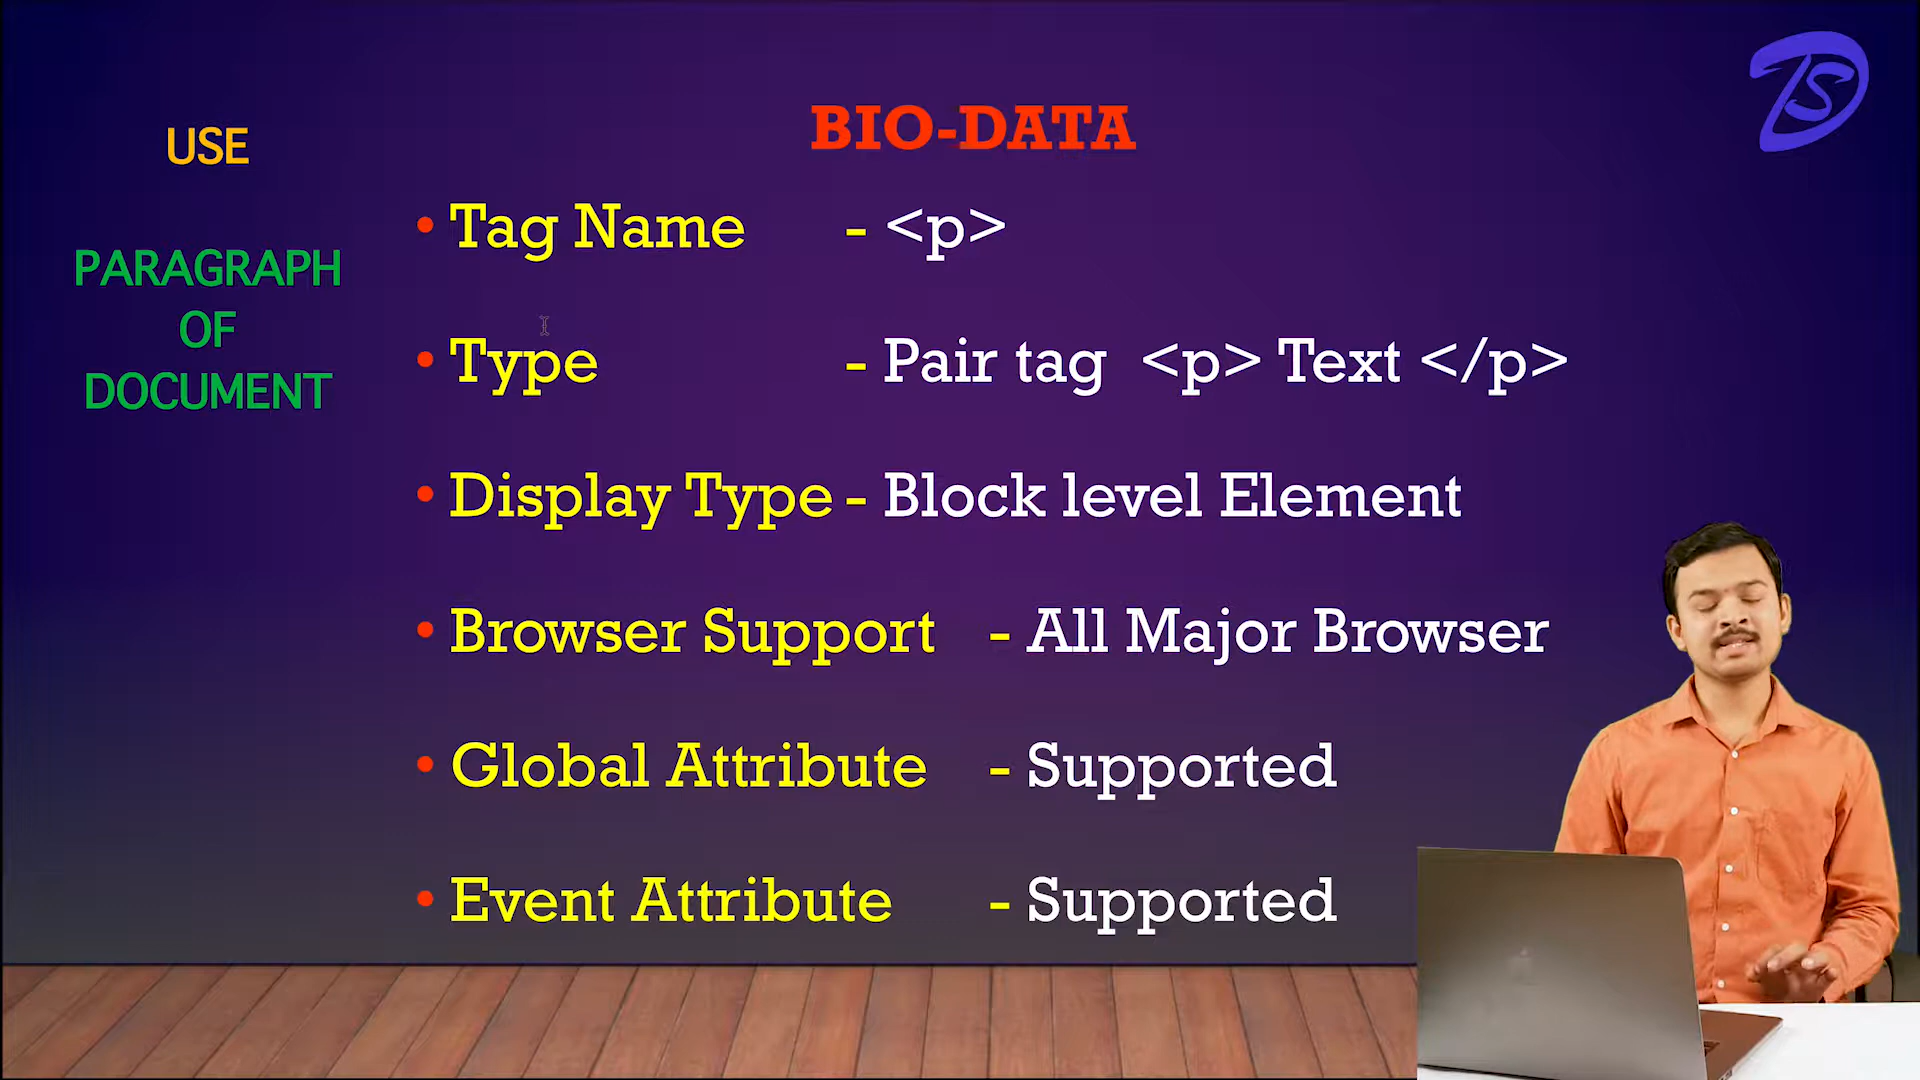 USE
PARAGRAPH
OF
DOCUMENT
BIO-DATA
• Tag Name - <p>
• Type - Pair tag <p> Text </p>
• Display Type - Block level Element
• Browser Support - All Major Browser
• Global Attribute - Supported
• Event Attribute - Supported